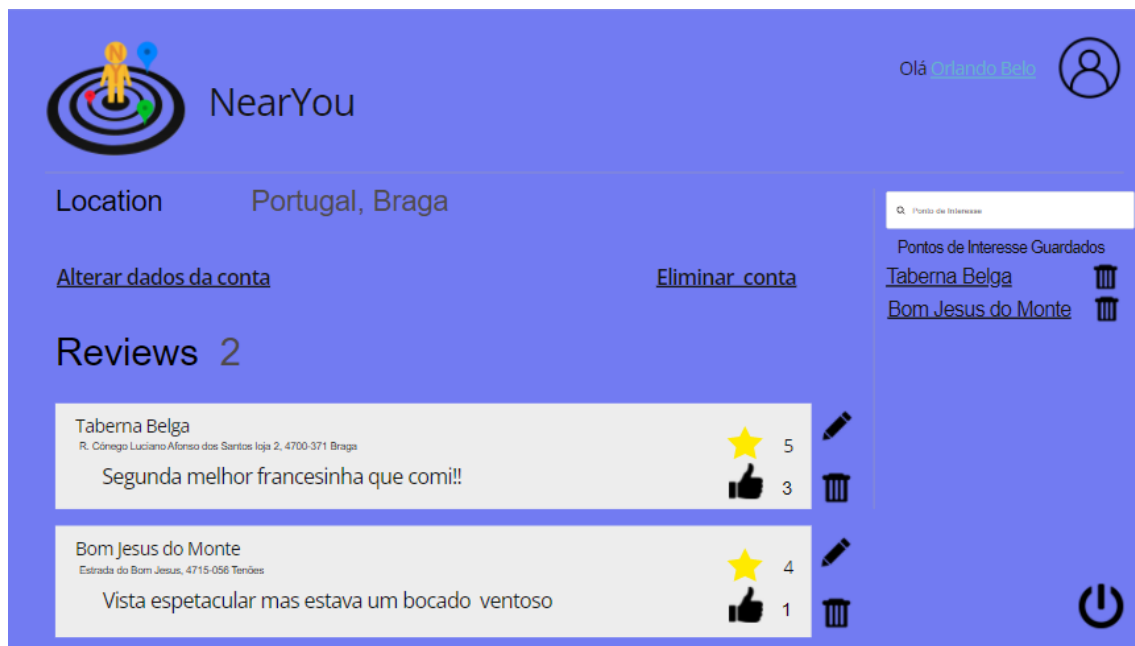 N
NearYou
Olá Orlando Belo
Location Portugal, Braga
Alterar dados da conta
Eliminar conta
Reviews 2
Taberna Belga
R. Cónego Luciano Afonso dos Santos loja 2, 4700-371 Braga
Segunda melhor francesinha que comi!!
5
3
Bom Jesus do Monte
Estrada do Bom Jesus, 4715-056 Tenões
Vista espetacular mas estava um bocado ventoso
4
1
Ponto de Interesse
Pontos de Interesse Guardados
Taberna Belga
Bom Jesus do Monte